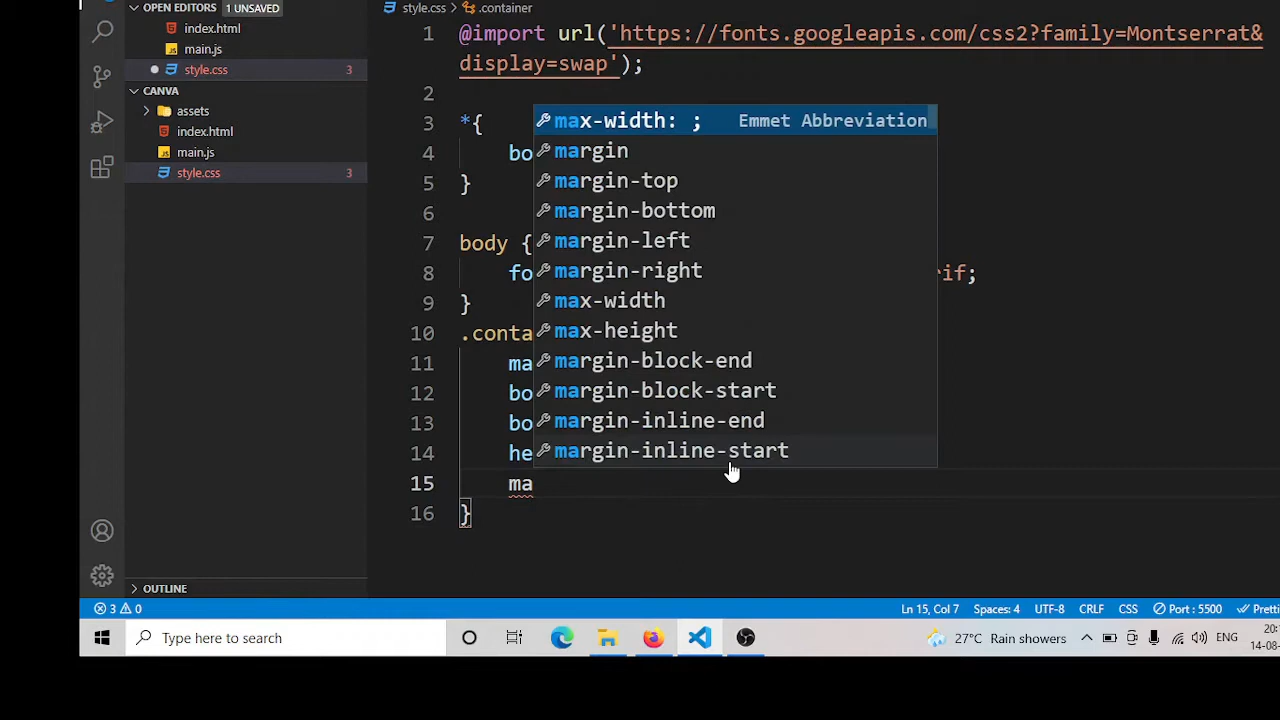 OPEN EDITORS 1 UNSAVED
index.html
main.js
style.css 3
CANVA
assets
index.html
main.js
style.css 3
OUTLINE
style.css > .container
1 @import url('https://fonts.googleapis.com/css2?family=Montserrat&
display=swap');
2
3 *{
4 bo
5 }
6
7 body {
8 fo rif;
9 }
10 .conta
11 ma
12 bo
13 bo
14 he
15 ma
16 }
max-width: ; Emmet Abbreviation
margin
margin-top
margin-bottom
margin-left
margin-right
max-width
max-height
margin-block-end
margin-block-start
margin-inline-end
margin-inline-start
3 0 Ln 15, Col 7 Spaces: 4 UTF-8 CRLF CSS Port : 5500 Pretti
Type here to search 27°C Rain showers ENG 20:
14-08-